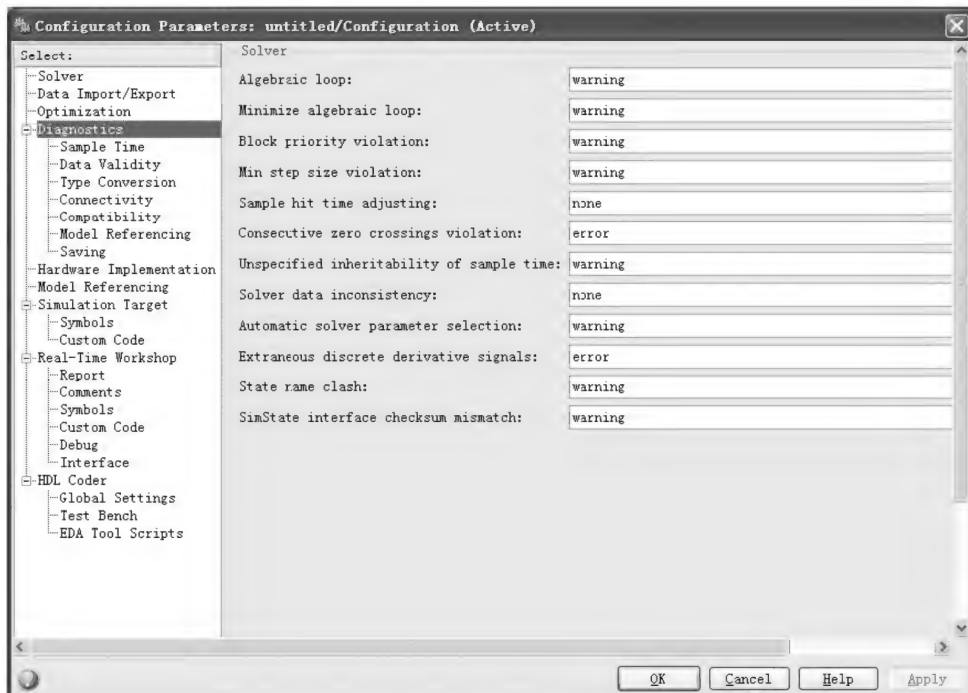 Configuration Parameters: untitled/Configuration (Active)
Select:
Solver
Data Import/Export
Optimization
Diagnostics
Sample Time
Data Validity
Type Conversion
Connectivity
Compatibility
Model Referencing
Saving
Hardware Implementation
Model Referencing
Simulation Target
Symbols
Custom Code
Real-Time Workshop
Report
Comments
Symbols
Custom Code
Debug
Interface
HDL Coder
Global Settings
Test Bench
EDA Tool Scripts
Solver
Algebraic loop: warning
Minimize algebraic loop: warning
Block priority violation: warning
Min step size violation: warning
Sample hit time adjusting: none
Consecutive zero crossings violation: error
Unspecified inheritability of sample time: warning
Solver data inconsistency: none
Automatic solver parameter selection: warning
Extraneous discrete derivative signals: error
State name clash: warning
SimState interface checksum mismatch: warning
OK Cancel Help Apply